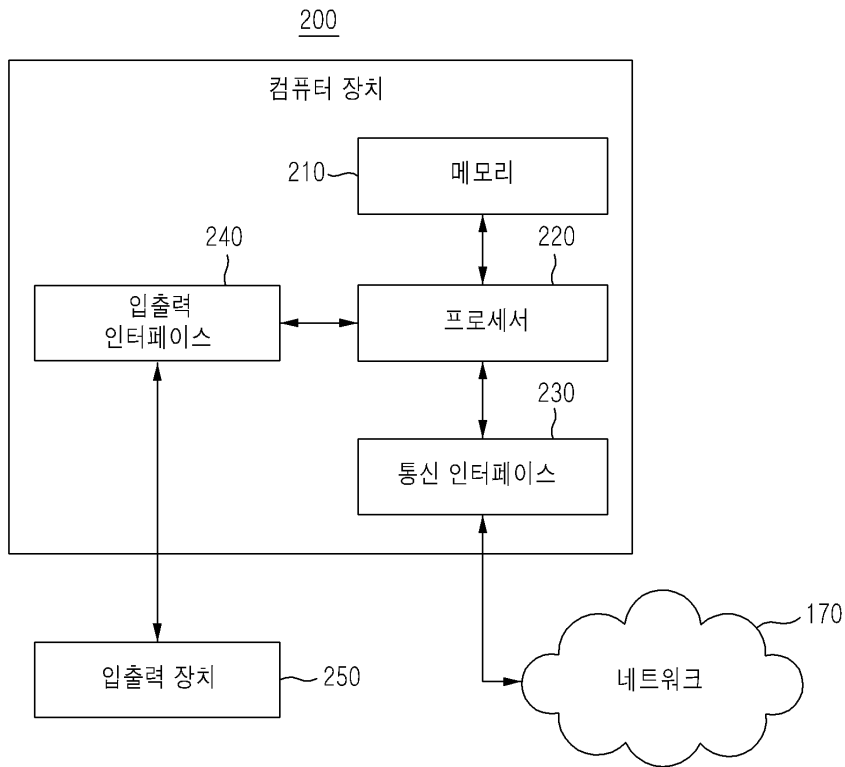 200
컴퓨터 장치
210
메모리
240
220
입출력
인터페이스
프로세서
230
통신 인터페이스
170
입출력 장치
250
네트워크